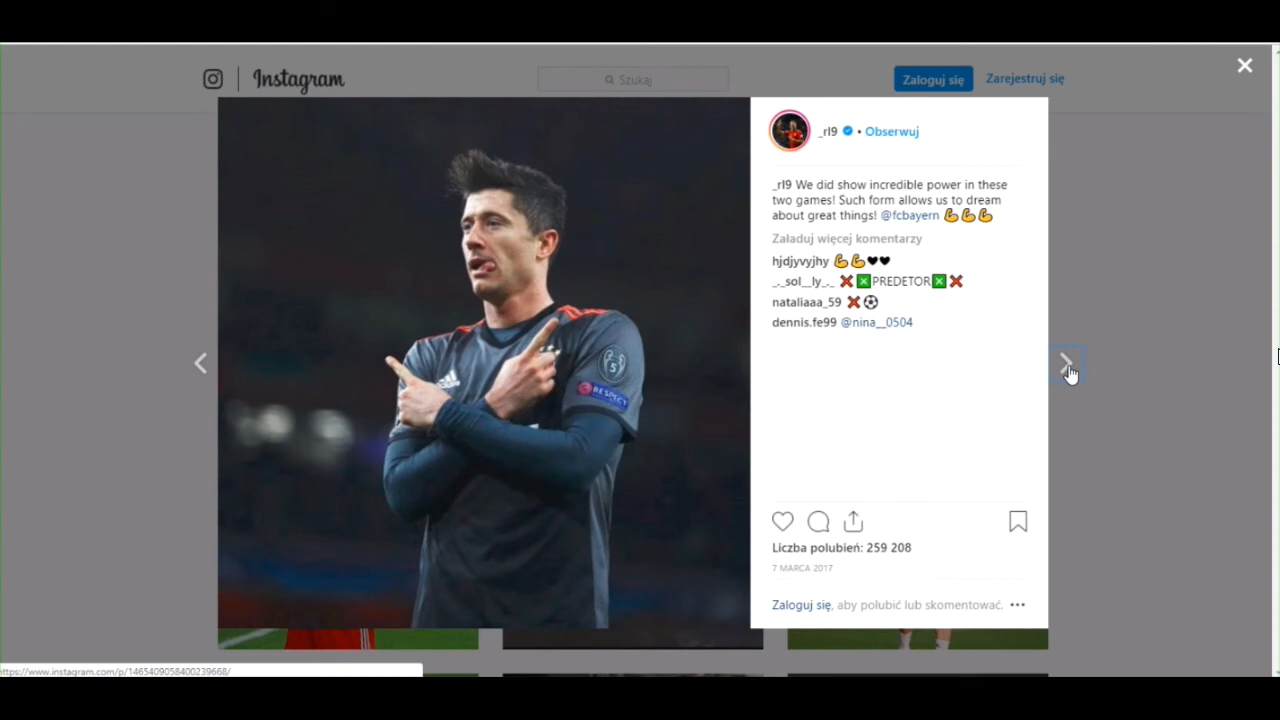 Instagram
Szukaj
Zaloguj się
Zarejestruj się
_rl9 • Obserwuj
_rl9 We did show incredible power in these
two games! Such form allows us to dream
about great things! @fcbayern 💪💪💪
Załaduj więcej komentarzy
hjdjyvyjhy 💪💪🖤🖤
_._sol__ly_._ ❌❎PREDETOR❎❌
nataliaaa_59 ❌⚽
dennis.fe99 @nina__0504
5
RESPECT
Liczba polubień: 259 208
7 MARCA 2017
Zaloguj się, aby polubić lub skomentować.
https://www.instagram.com/p/1465409058400239668/